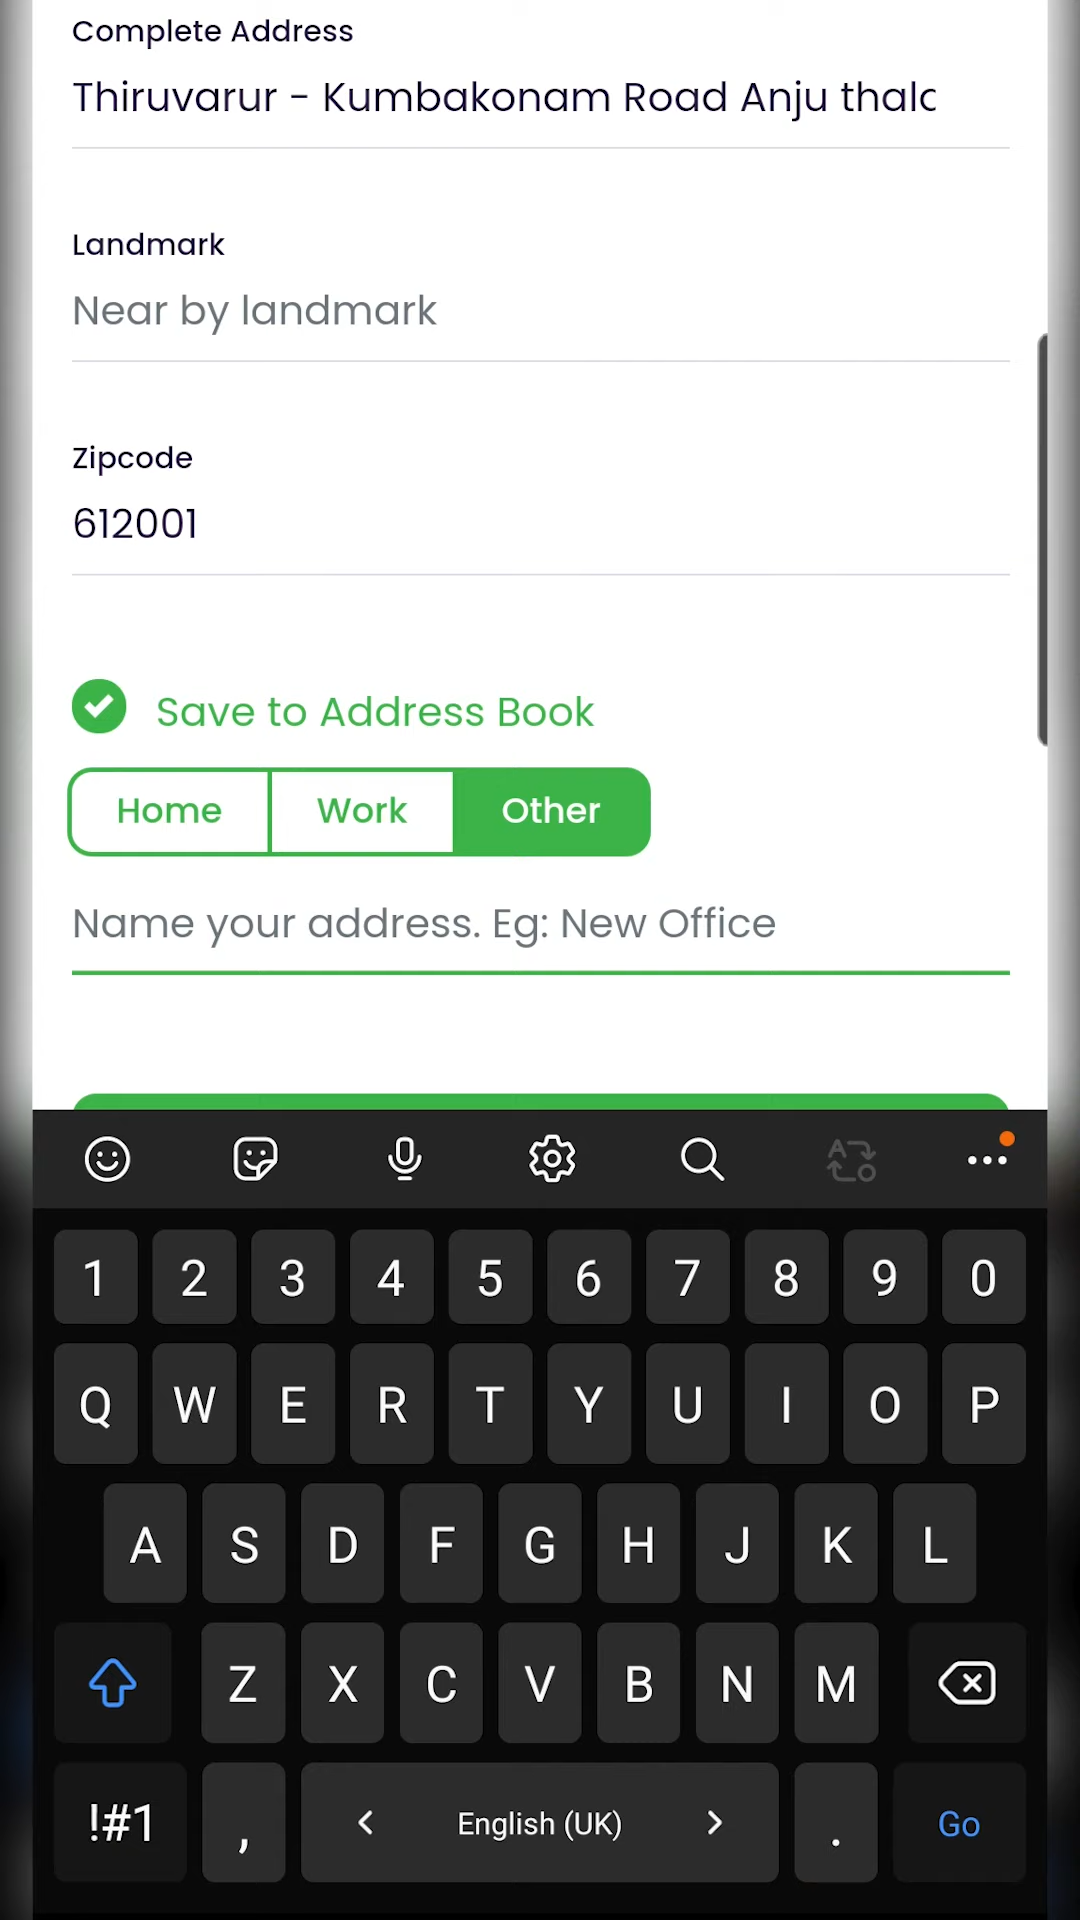 Complete Address
Thiruvarur - Kumbakonam Road Anju
Landmark
Near by landmark
Zipcode
612001
Save to Address Book
Home Work Other
Name your address. Eg: New Office
1 2 3 4 5 6 7 8 9 0
Q W E R T Y U I O P
A S D F G H J K L
Z X C V B N M
!#1 , English (UK) . Go